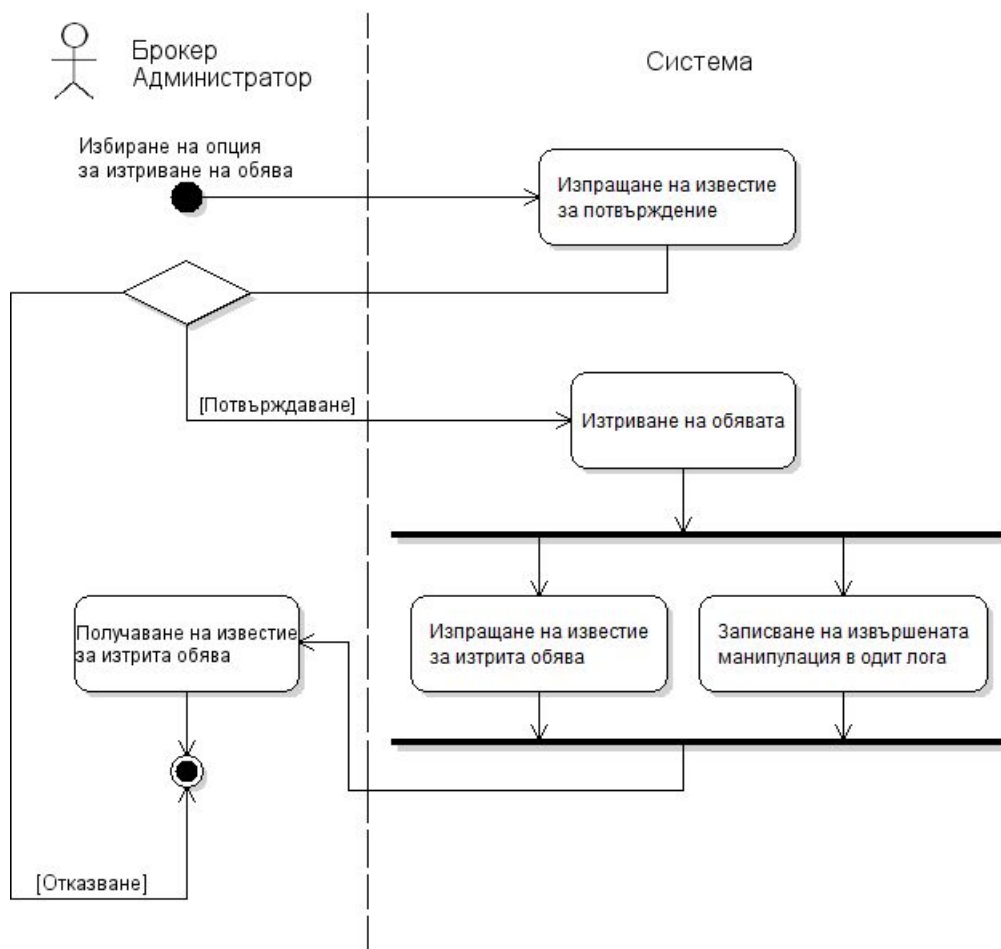 Брокер
Администратор
Система
Избиране на опция
за изтриване на обява
Изпращане на известие
за потвърждение
[Потвърждаване]
Изтриване на обявата
Получаване на известие
за изтрита обява
Изпращане на известие
за изтрита обява
Записване на извършената
манипулация в одит лога
[Отказване]